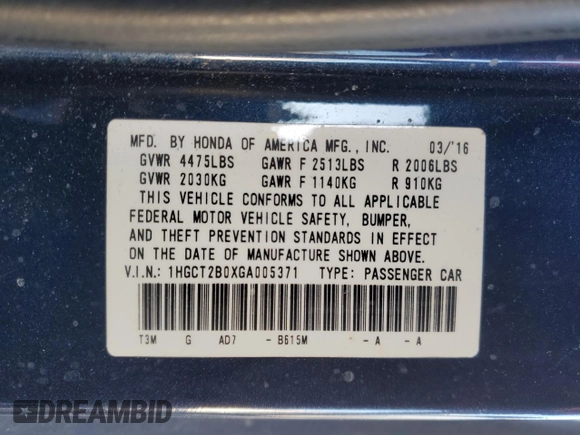 MFD. BY HONDA OF AMERICA MFG., INC. 03/'16
GVWR 4475LBS GAWR F 2513LBS R 2006LBS
GVWR 2030KG GAWR F 1140KG R 910KG
THIS VEHICLE CONFORMS TO ALL APPLICABLE
FEDERAL MOTOR VEHICLE SAFETY, BUMPER,
AND THEFT PREVENTION STANDARDS IN EFFECT
ON THE DATE OF MANUFACTURE SHOWN ABOVE.
V.I.N.: 1HGCT2B0XGA005371 TYPE: PASSENGER CAR
T3M G AD7 - B615M - A - A
DREAMBID